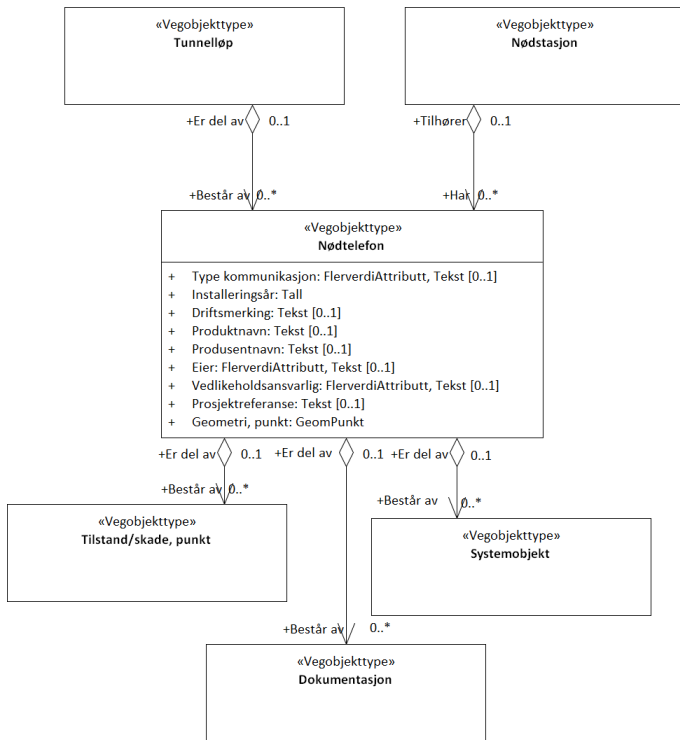 «Vegobjekttype»
Tunnelløp
«Vegobjekttype»
Nødstasjon
+Er del av 0..1
+Tilhører 0..1
+Består av 0..*
+Har 0..*
«Vegobjekttype»
Nødtelefon
+ Type kommunikasjon: FlerverdiAttributt, Tekst [0..1]
+ Installeringsår: Tall
+ Driftsmerking: Tekst [0..1]
+ Produktnavn: Tekst [0..1]
+ Produsentnavn: Tekst [0..1]
+ Eier: FlerverdiAttributt, Tekst [0..1]
+ Vedlikeholdsansvarlig: FlerverdiAttributt, Tekst [0..1]
+ Prosjektreferanse: Tekst [0..1]
+ Geometri, punkt: GeomPunkt
+Er del av 0..1
+Er del av 0..1
+Er del av 0..1
+Består av 0..*
+Består av 0..*
«Vegobjekttype»
Tilstand/skade, punkt
«Vegobjekttype»
Systemobjekt
+Består av 0..*
«Vegobjekttype»
Dokumentasjon